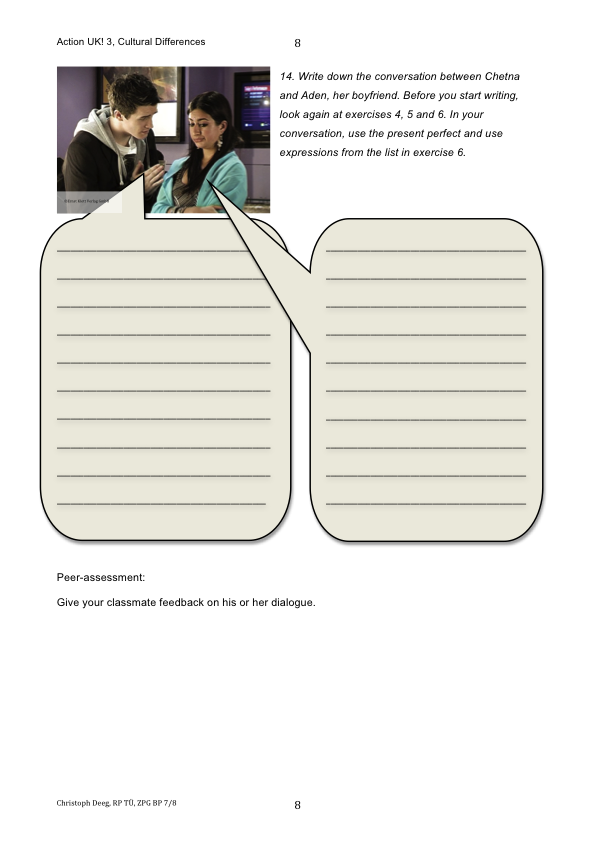 Action UK! 3, Cultural Differences
8
14. Write down the conversation between Chetna
and Aden, her boyfriend. Before you start writing,
look again at exercises 4, 5 and 6. In your
conversation, use the present perfect and use
expressions from the list in exercise 6.
Peer-assessment:
Give your classmate feedback on his or her dialogue.
Christoph Deeg, RP TÜ, ZPG BP 7/8
8